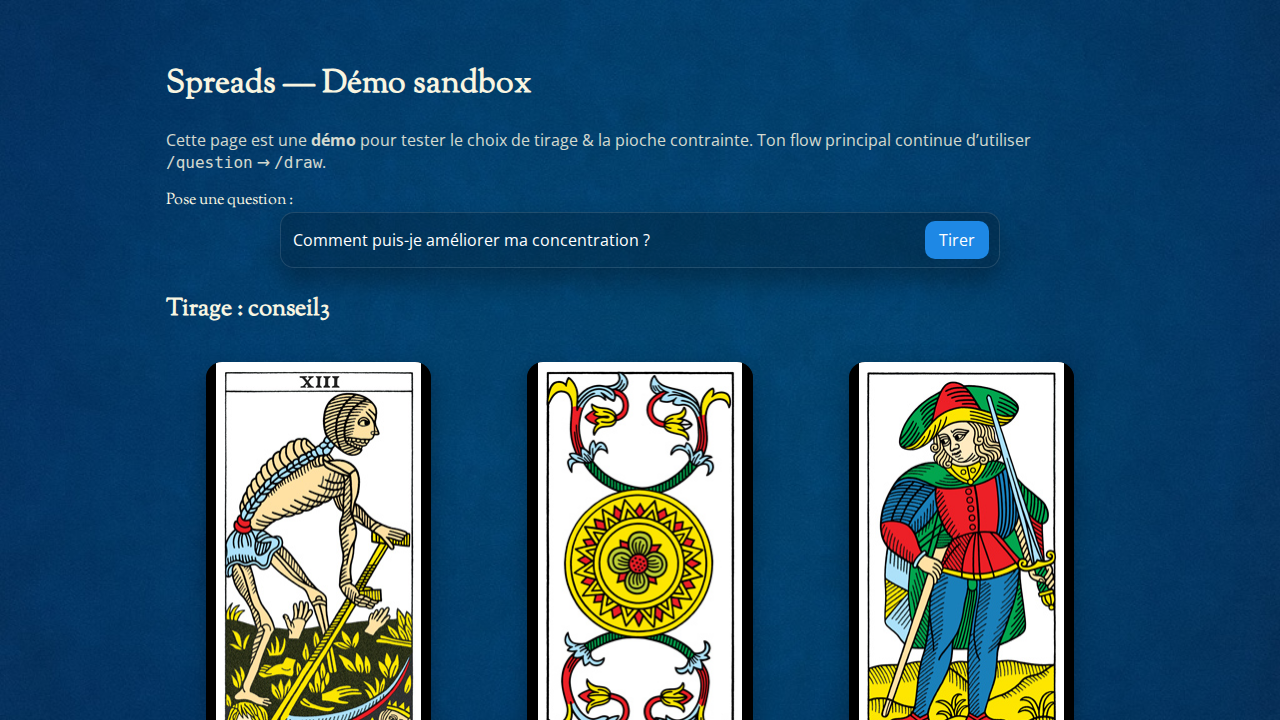 Spreads — Démo sandbox
Cette page est une démo pour tester le choix de tirage & la pioche contrainte. Ton flow principal continue d’utiliser
/question → /draw.
Pose une question :
Comment puis-je améliorer ma concentration ?
Tirer
Tirage : conseil3
XIII